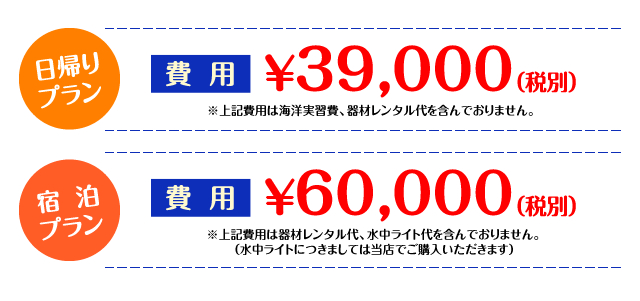 日帰り
プラン
費用
¥39,000(税別)
※上記費用は海洋実習費、器材レンタル代を含んでおりません。
宿泊
プラン
費用
¥60,000(税別)
※上記費用は器材レンタル代、水中ライト代を含んでおりません。
(水中ライトにつきましては当店でご購入いただきます)